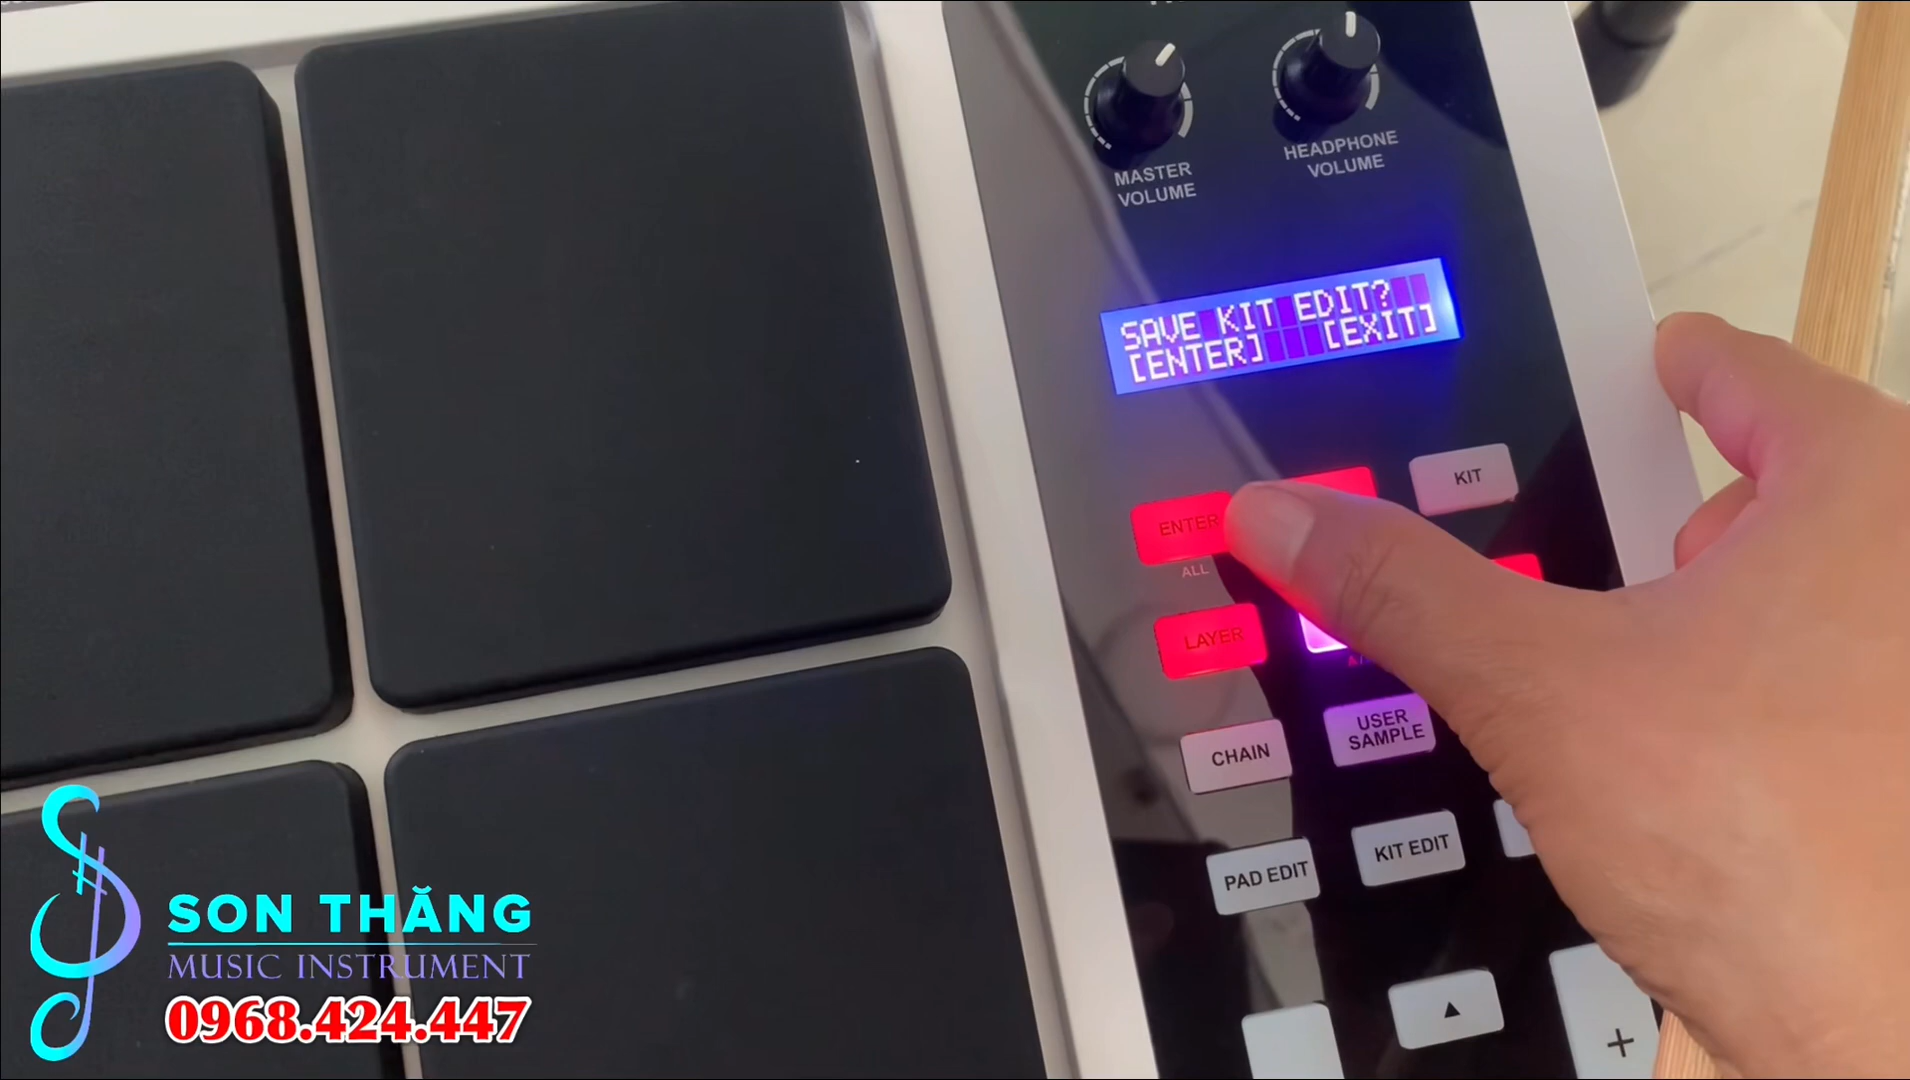 MASTER
VOLUME
HEADPHONE
VOLUME
SAVE KIT EDIT?
[ENTER] [EXIT]
KIT
ENTER
ALL
LAYER
USER
SAMPLE
CHAIN
KIT EDIT
PAD EDIT
▲
+
SON THĂNG
MUSIC INSTRUMENT
0968.424.447